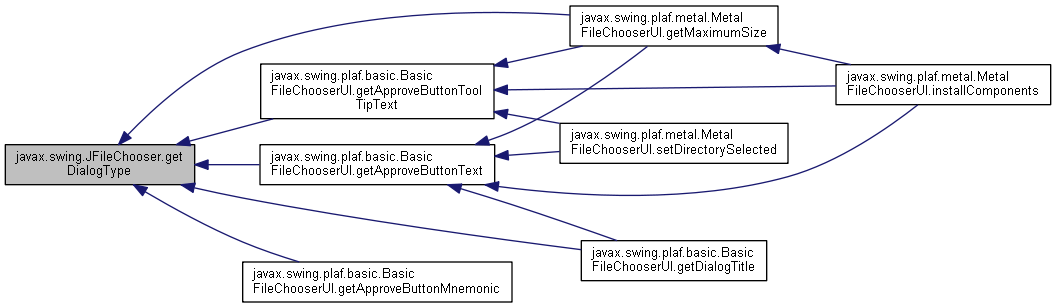 javax.swing.JFileChooser.get
DialogType
javax.swing.plaf.basic.Basic
FileChooserUI.getApproveButtonTool
TipText
javax.swing.plaf.basic.Basic
FileChooserUI.getApproveButtonText
javax.swing.plaf.basic.Basic
FileChooserUI.getApproveButtonMnemonic
javax.swing.plaf.metal.Metal
FileChooserUI.getMaximumSize
javax.swing.plaf.metal.Metal
FileChooserUI.setDirectorySelected
javax.swing.plaf.basic.Basic
FileChooserUI.getDialogTitle
javax.swing.plaf.metal.Metal
FileChooserUI.installComponents